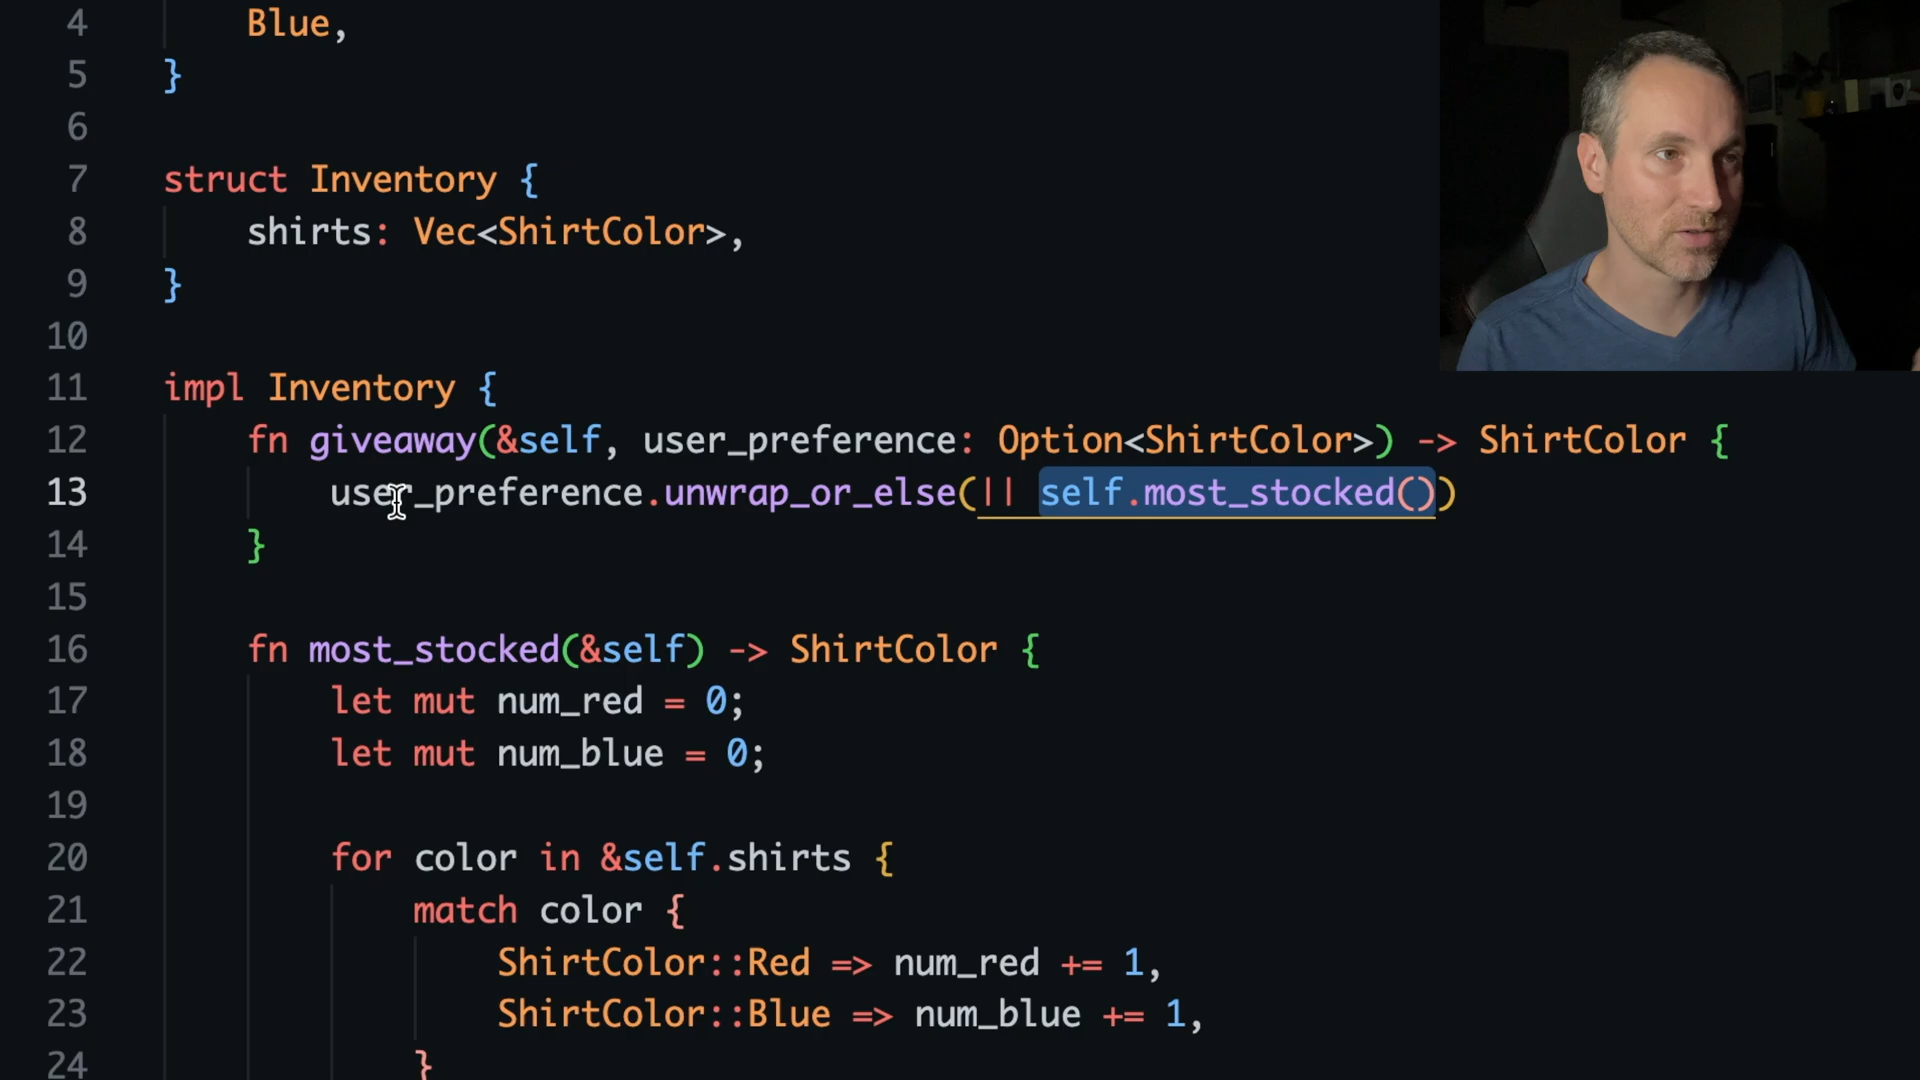 4 Blue,
5 }
6
7 struct Inventory {
8 shirts: Vec<ShirtColor>,
9 }
10
11 impl Inventory {
12 fn giveaway(&self, user_preference: Option<ShirtColor>) -> ShirtColor {
13 user_preference.unwrap_or_else(|| self.most_stocked())
14 }
15
16 fn most_stocked(&self) -> ShirtColor {
17 let mut num_red = 0;
18 let mut num_blue = 0;
19
20 for color in &self.shirts {
21 match color {
22 ShirtColor::Red => num_red += 1,
23 ShirtColor::Blue => num_blue += 1,
24 }